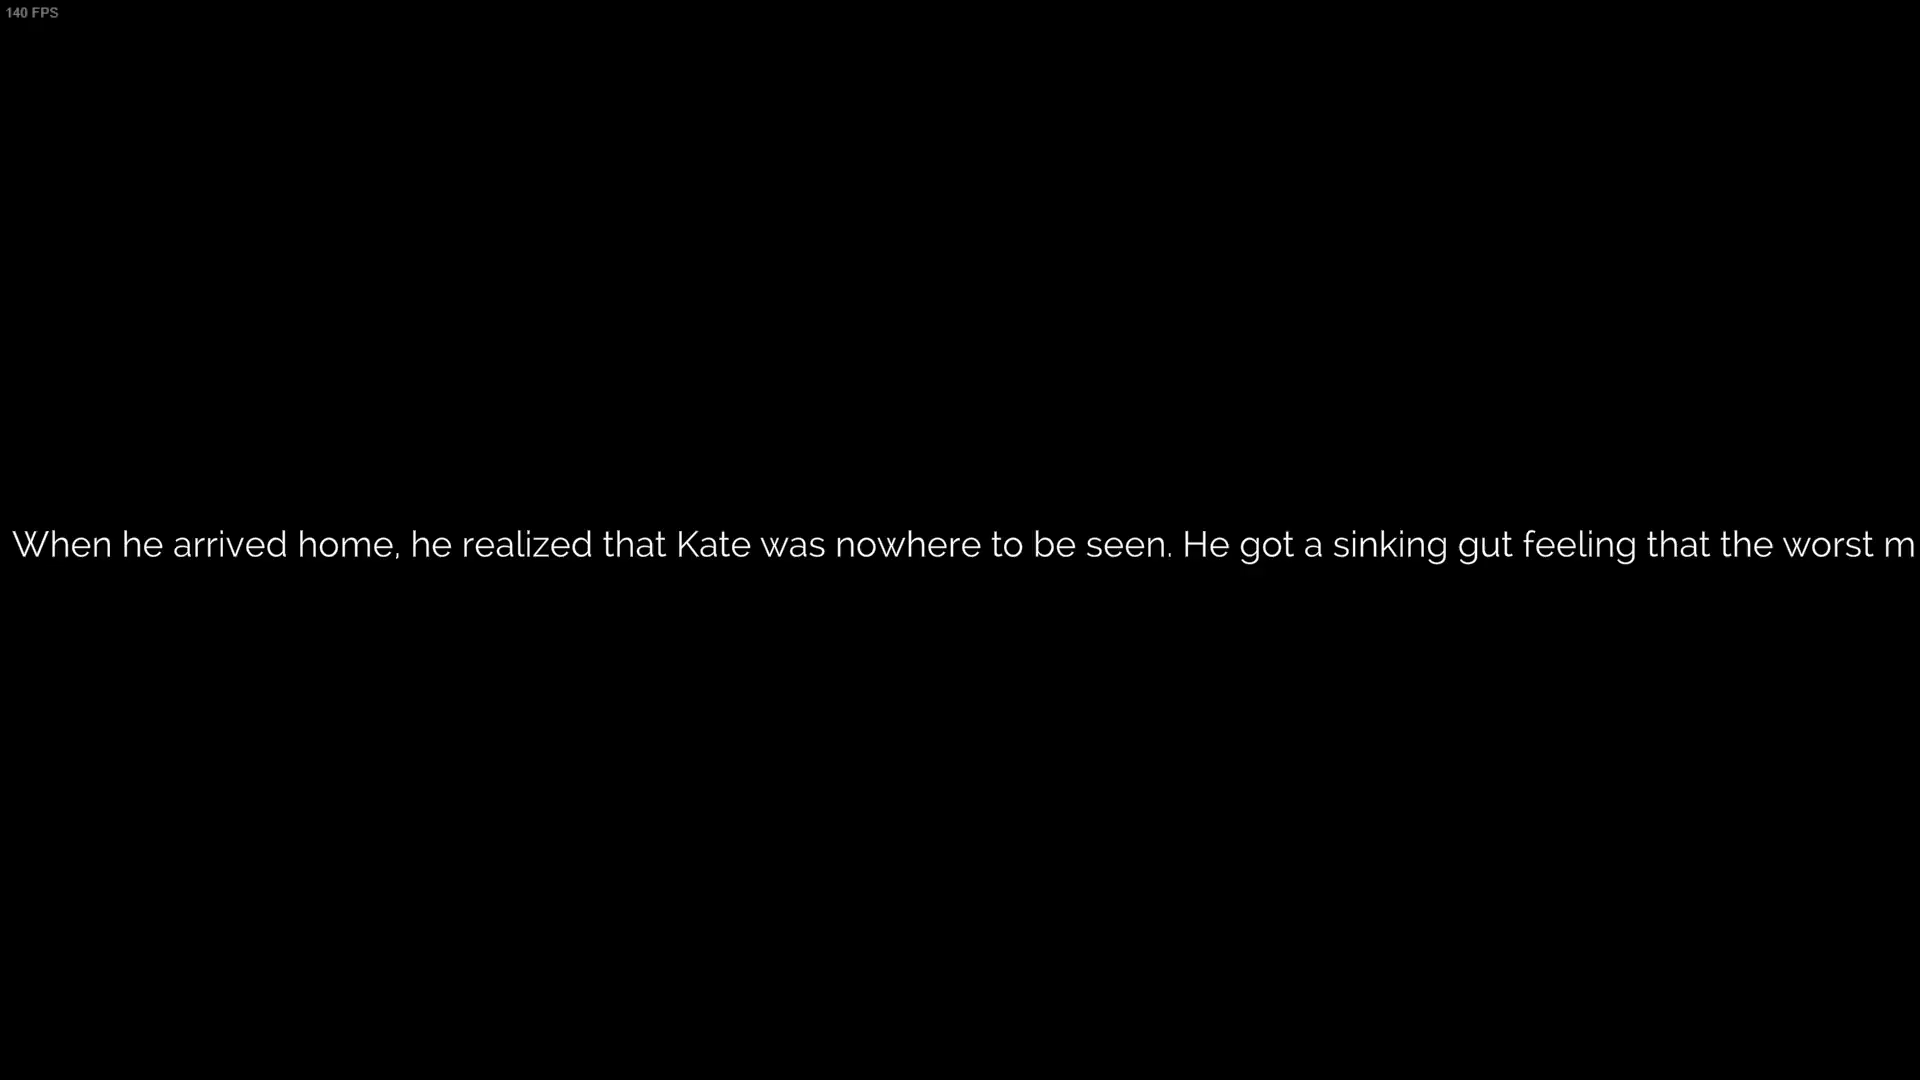 140 FPS
When he arrived home, he realized that Kate was nowhere to be seen. He got a sinking gut feeling that the worst m